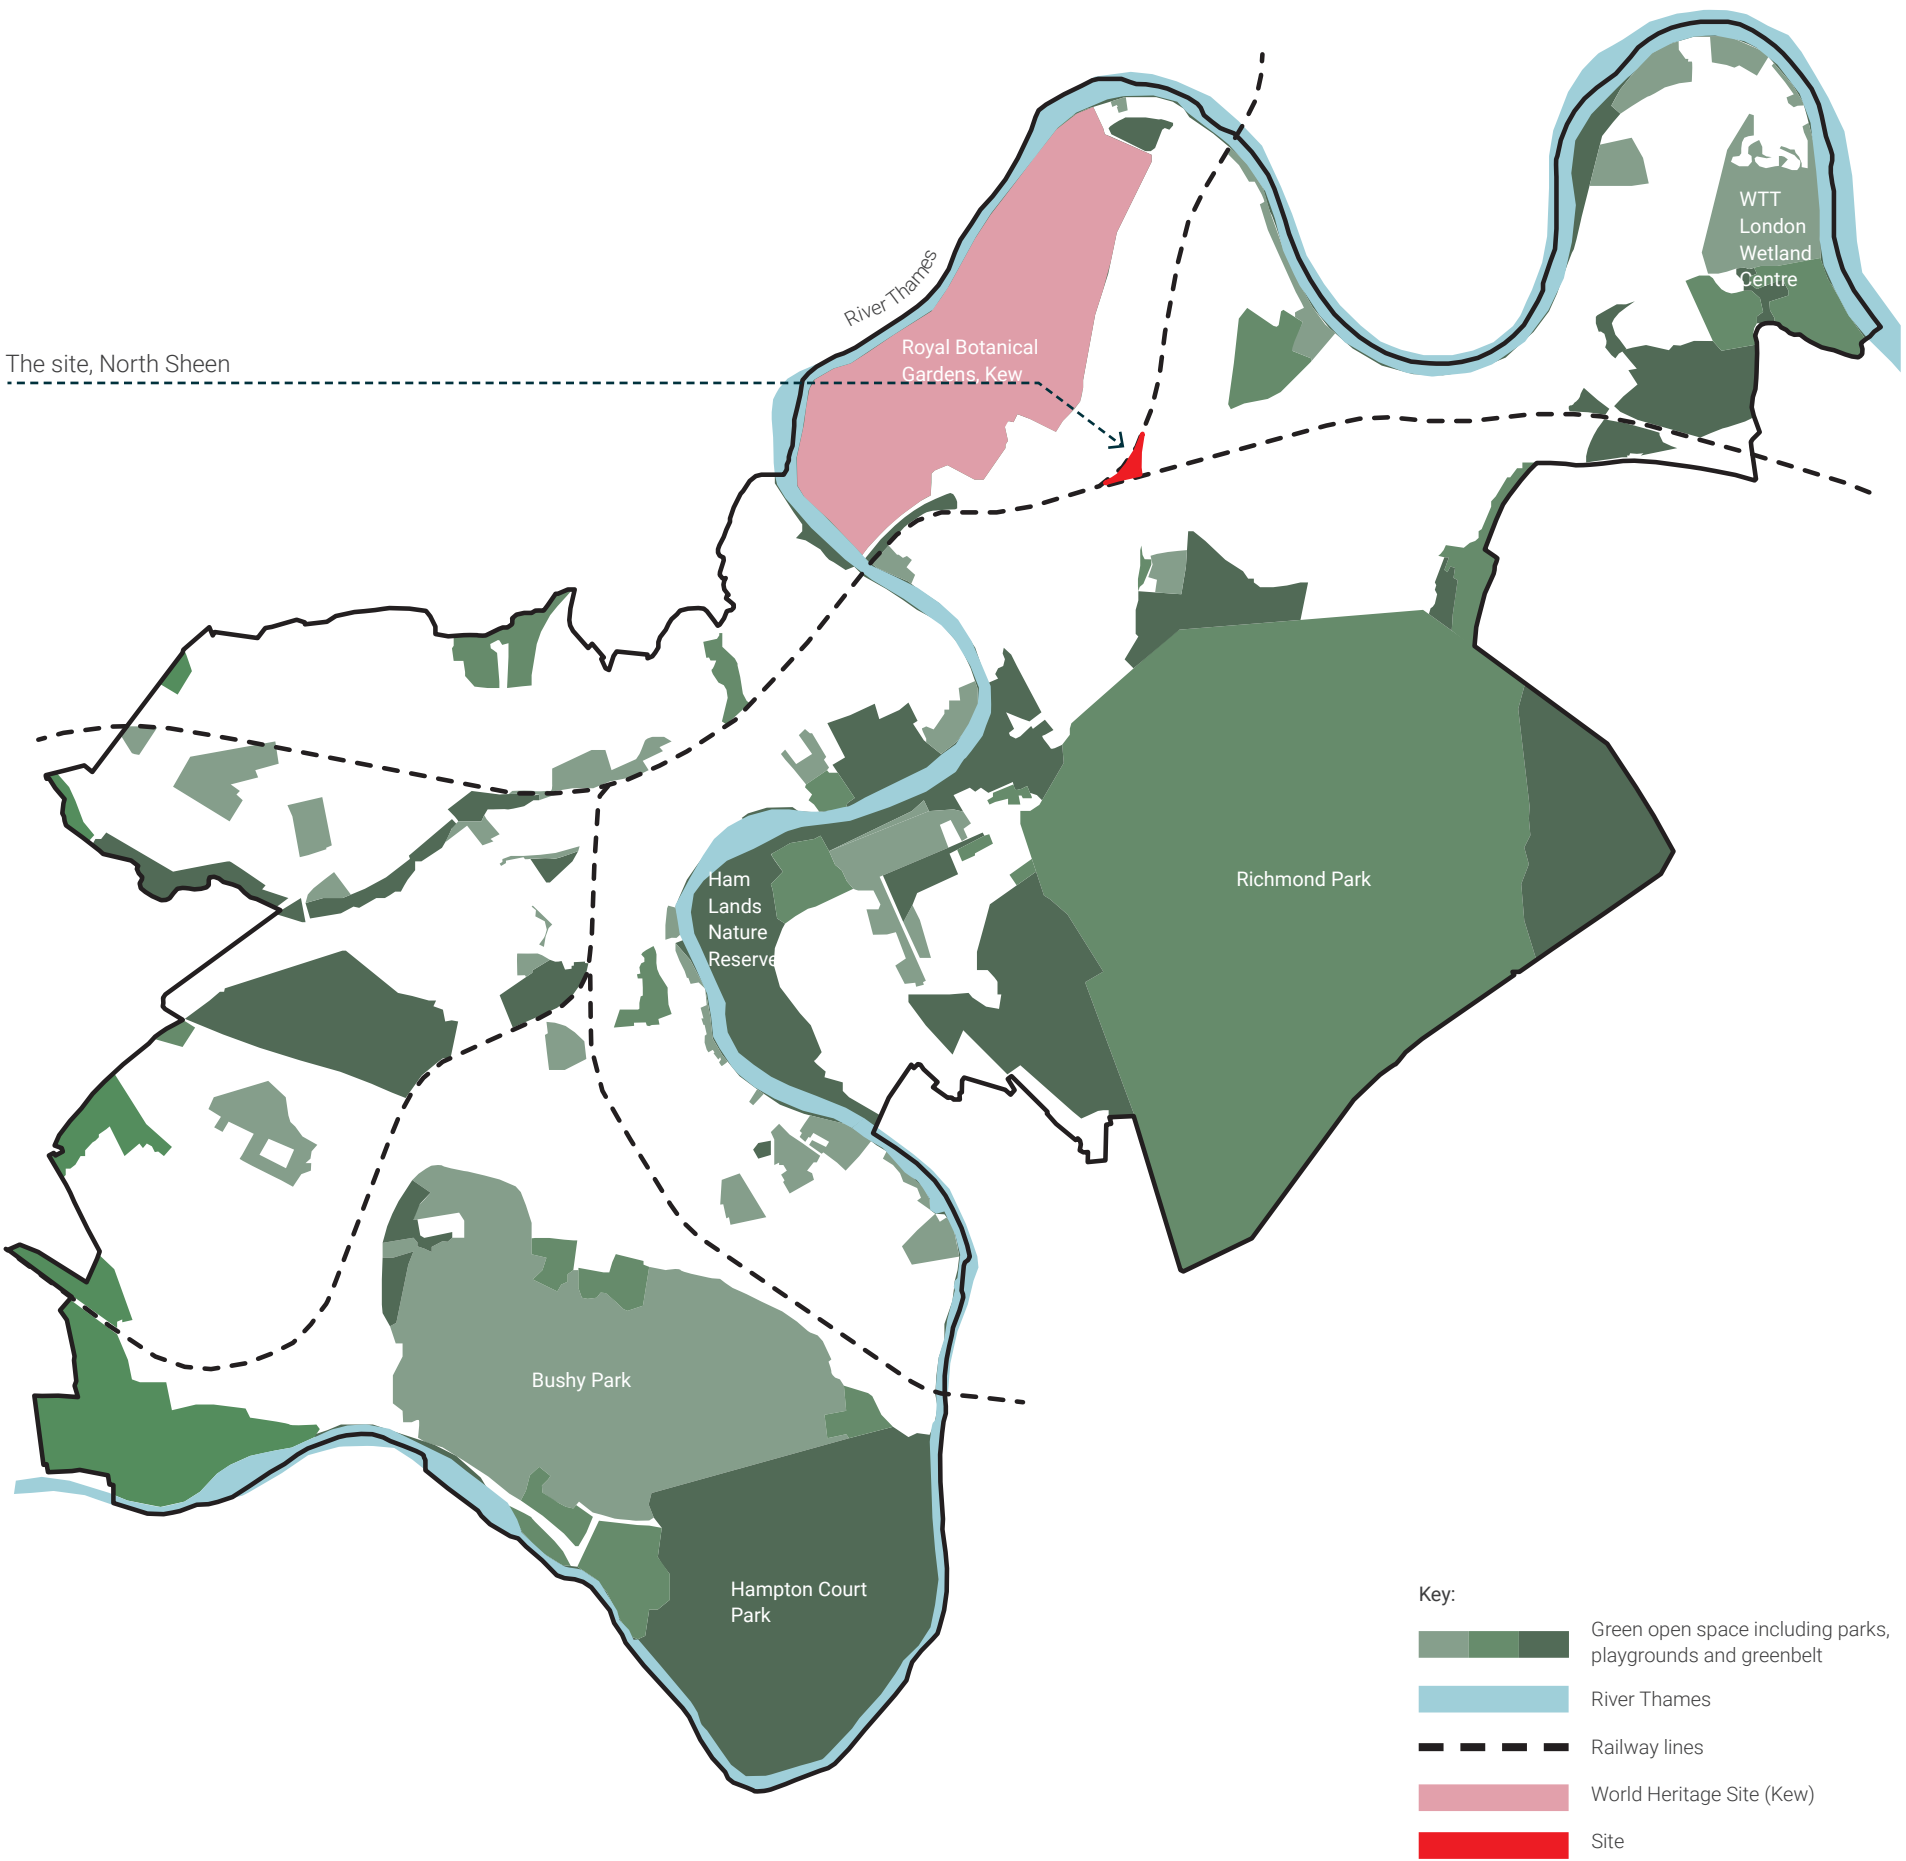 WTT
London
Wetland
Centre
River Thames
Royal Botanical
Gardens, Kew
The site, North Sheen
Ham
Lands
Nature
Reserve
Richmond Park
Bushy Park
Hampton Court
Park
Key:
Green open space including parks,
playgrounds and greenbelt
River Thames
Railway lines
World Heritage Site (Kew)
Site